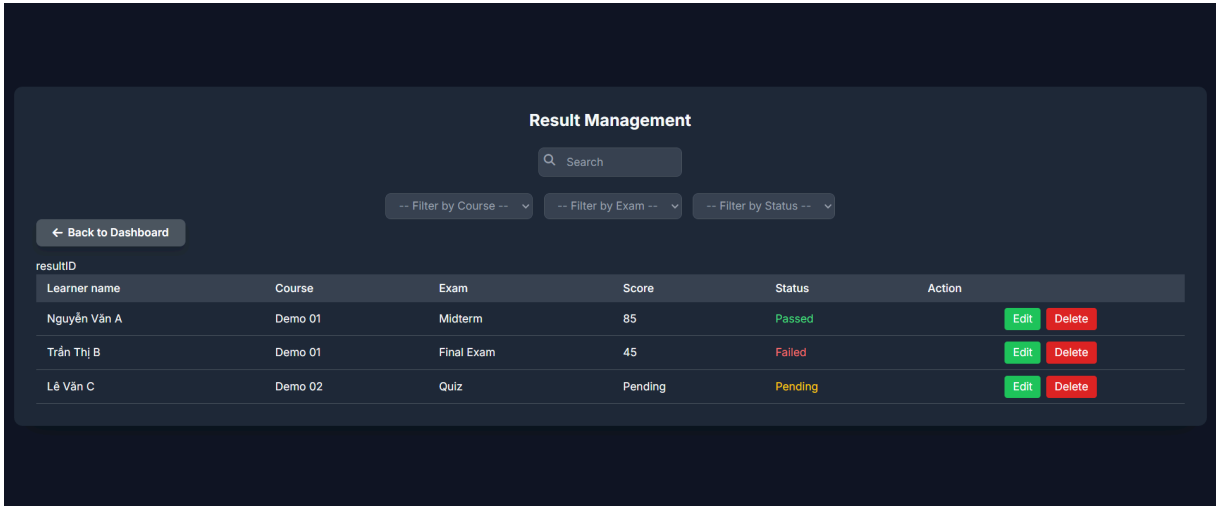 Result Management
Search
-- Filter by Course -- -- Filter by Exam -- -- Filter by Status --
← Back to Dashboard
resultID
Learner name Course Exam Score Status Action
Nguyễn Văn A Demo 01 Midterm 85 Passed Edit Delete
Trần Thị B Demo 01 Final Exam 45 Failed Edit Delete
Lê Văn C Demo 02 Quiz Pending Pending Edit Delete